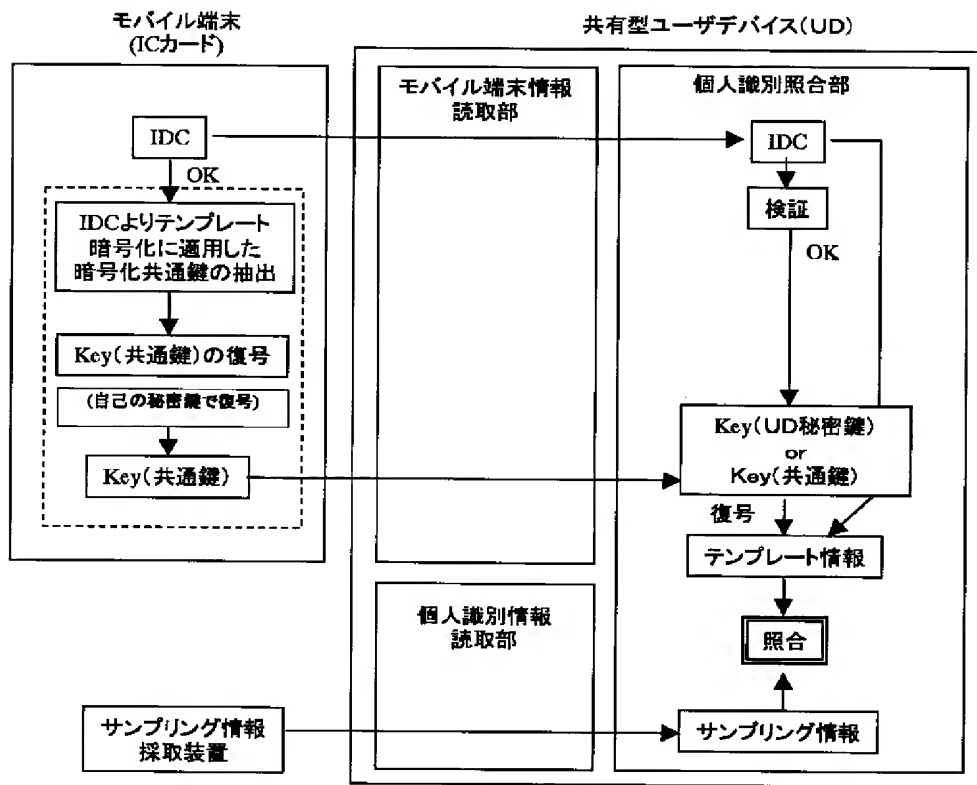 モバイル端末
(ICカード)
共有型ユーザデバイス(UD)
モバイル端末情報
読取部
個人識別照合部
IDC
OK
IDCよりテンプレート
暗号化に適用した
暗号化共通鍵の抽出
Key(共通鍵)の復号
(自己の秘密鍵で復号)
Key(共通鍵)
IDC
検証
OK
Key(UD秘密鍵)
or
Key(共通鍵)
復号
テンプレート情報
照合
個人識別情報
読取部
サンプリング情報
採取装置
サンプリング情報